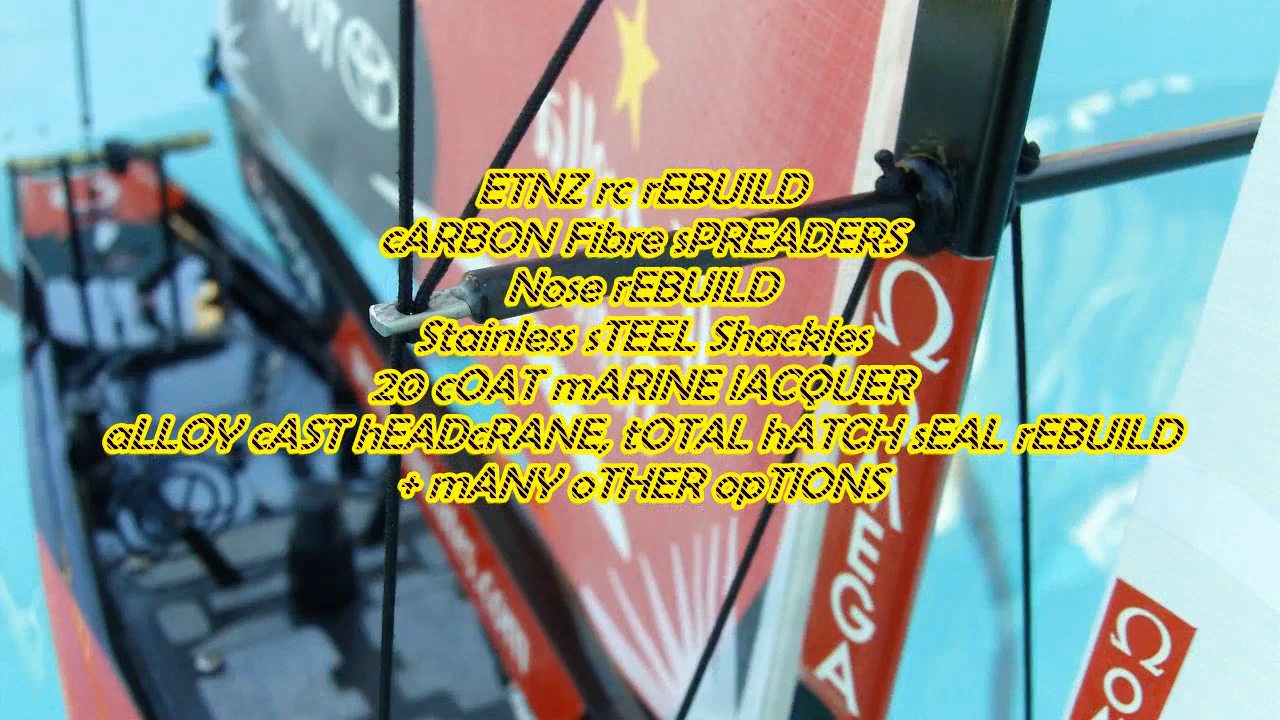 ETNZ rc rEBUILD
cARBON Fibre sPREADERS
Nose rEBUILD
Stainless sTEEL Shackles
20 cOAT mARINE lACQUER
aLLOY cAST hEADcRANE, tOTAL hATCH sEAL rEBUILD
+ mANY oTHER opTIONS